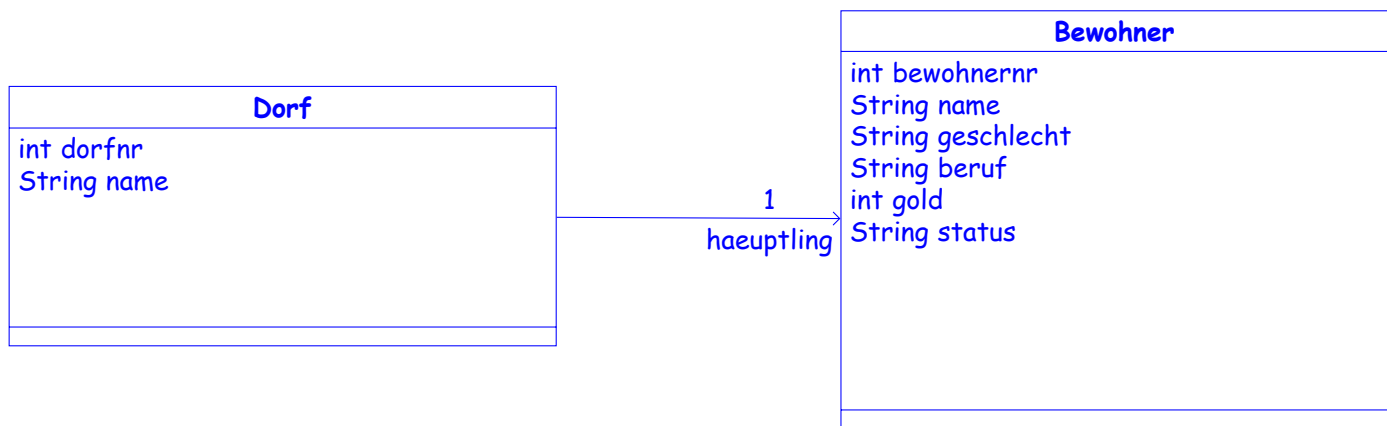 Dorf
int dorfnr
String name
1
haeuptling
Bewohner
int bewohnernr
String name
String geschlecht
String beruf
int gold
String status